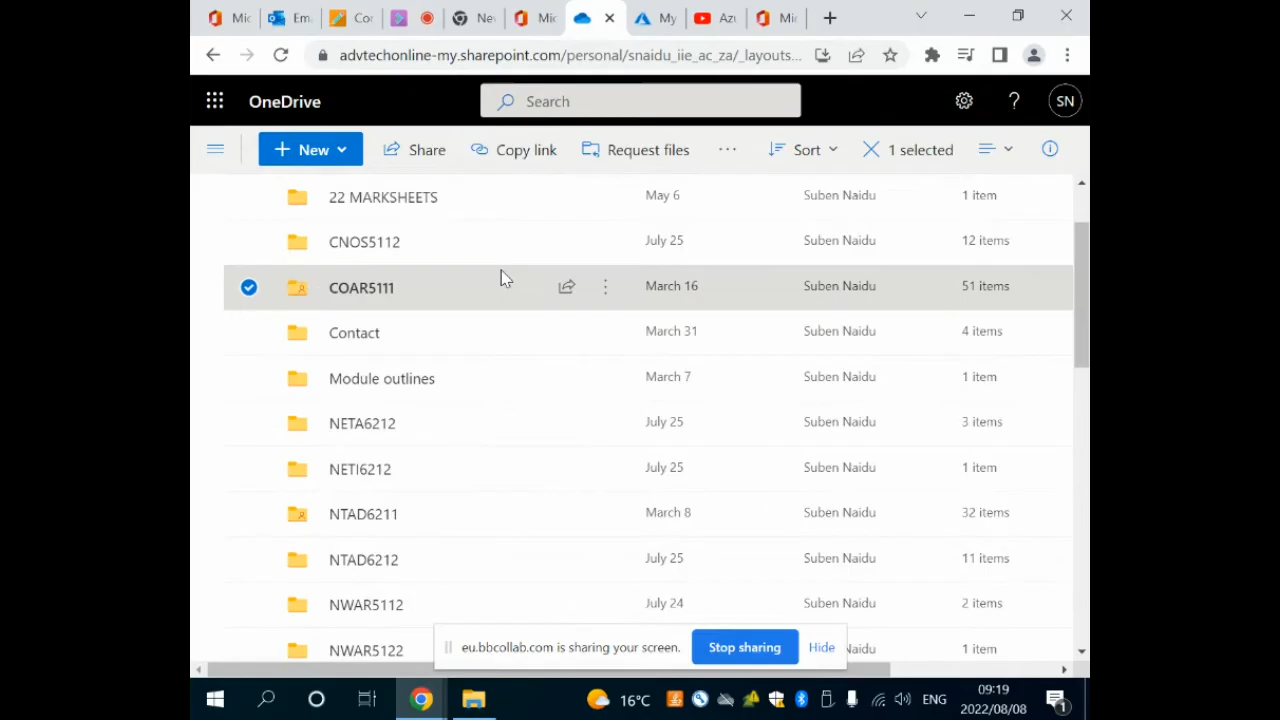 Mic
Em
Co
Ne
Mic
My
Azu
Mi
advtechonline-my.sharepoint.com/personal/snaidu_iie_ac_za/_layouts...
OneDrive
Search
SN
New
Share
Copy link
Request files
Sort
1 selected
22 MARKSHEETS May 6 Suben Naidu 1 item
CNOS5112 July 25 Suben Naidu 12 items
COAR5111 March 16 Suben Naidu 51 items
Contact March 31 Suben Naidu 4 items
Module outlines March 7 Suben Naidu 1 item
NETA6212 July 25 Suben Naidu 3 items
NETI6212 July 25 Suben Naidu 1 item
NTAD6211 March 8 Suben Naidu 32 items
NTAD6212 July 25 Suben Naidu 11 items
NWAR5112 July 24 Suben Naidu 2 items
NWAR5122 Naidu 1 item
eu.bbcollab.com is sharing your screen. Stop sharing Hide
16°C
ENG
09:19
2022/08/08
1